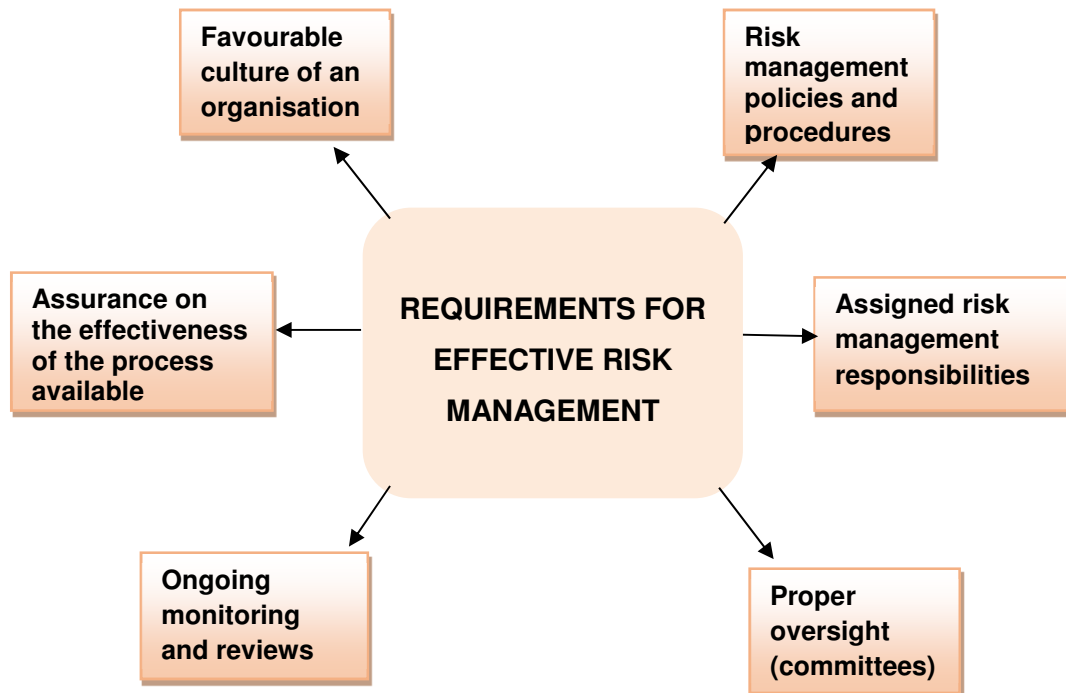 Favourable
culture of an
organisation
Risk
management
policies and
procedures
Assurance on
the effectiveness
of the process
available
REQUIREMENTS FOR
EFFECTIVE RISK
MANAGEMENT
Assigned risk
management
responsibilities
Ongoing
monitoring
and reviews
Proper
oversight
(committees)